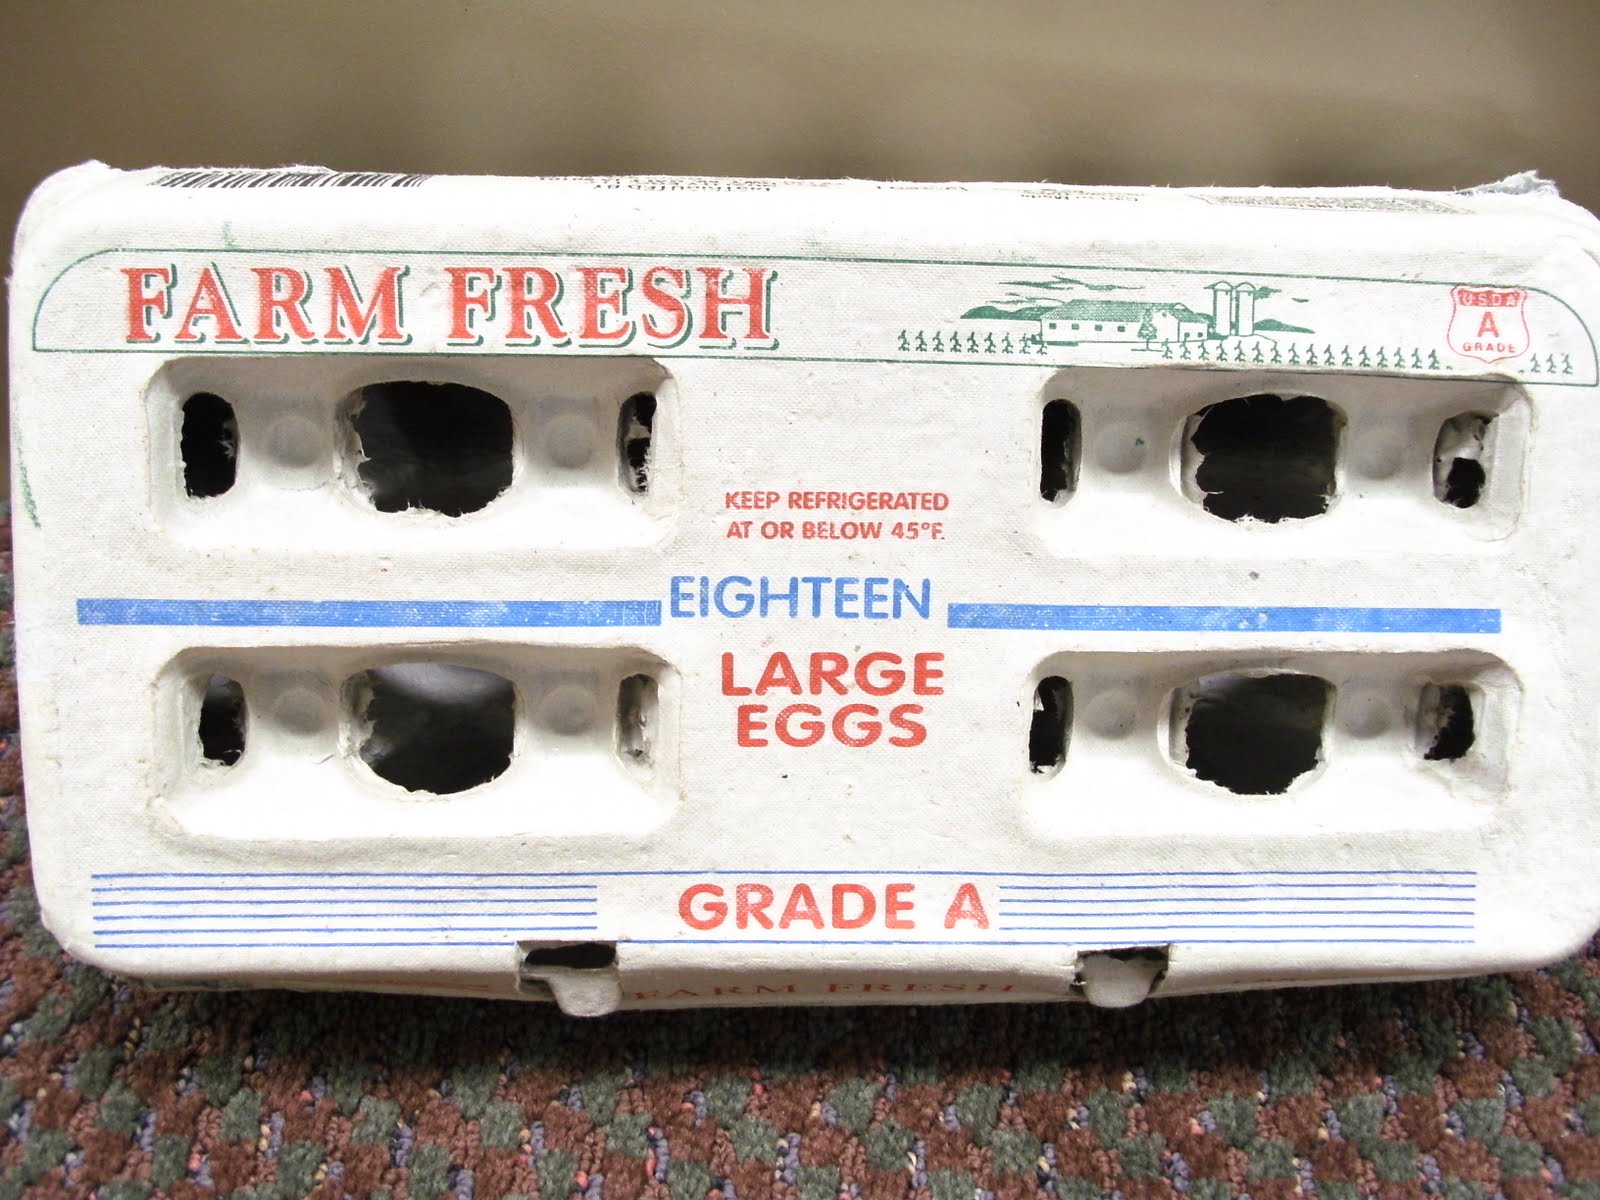 FARM FRESH
USDA
A
GRADE
KEEP REFRIGERATED
AT OR BELOW 45°F.
EIGHTEEN
LARGE
EGGS
GRADE A
FARM FRESH